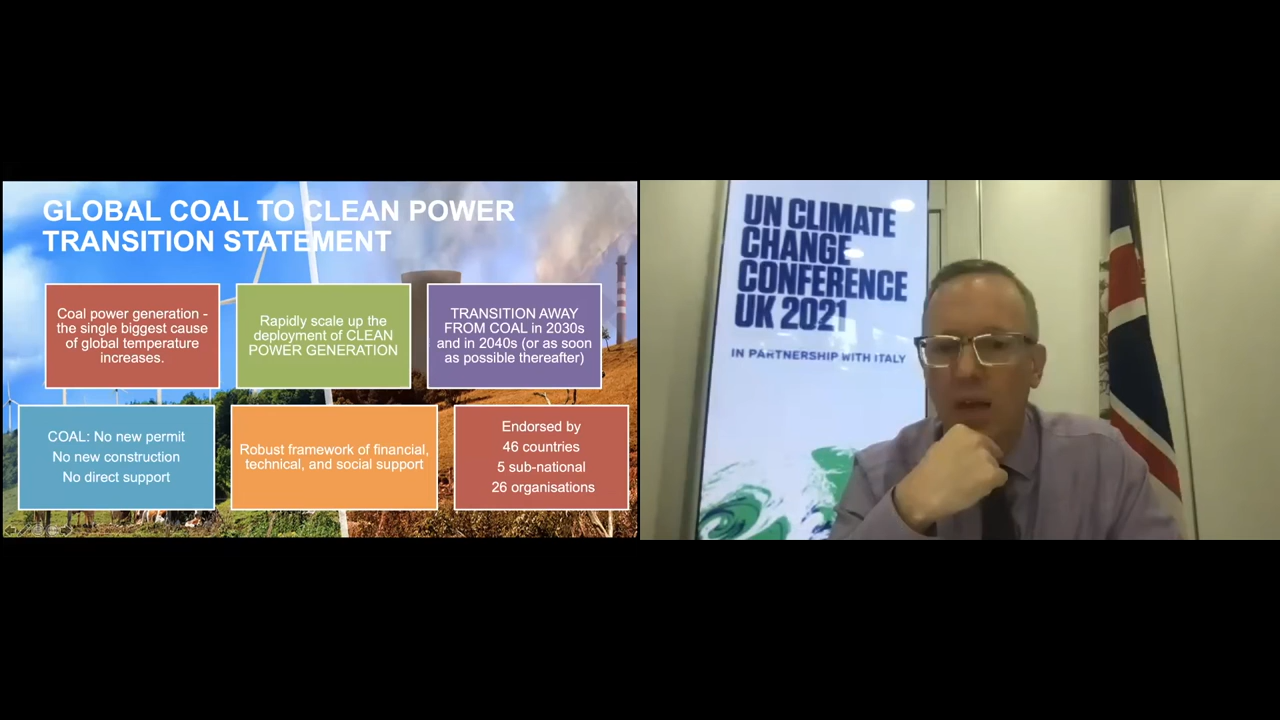 GLOBAL COAL TO CLEAN POWER
TRANSITION STATEMENT
Coal power generation -
the single biggest cause
of global temperature
increases.
Rapidly scale up the
deployment of CLEAN
POWER GENERATION
TRANSITION AWAY
FROM COAL in 2030s
and in 2040s (or as soon
as possible thereafter)
COAL: No new permit
No new construction
No direct support
Robust framework of financial,
technical, and social support
Endorsed by
46 countries
5 sub-national
26 organisations
UN CLIMATE
CHANGE
CONFERENCE
UK 2021
IN PARTNERSHIP WITH ITALY